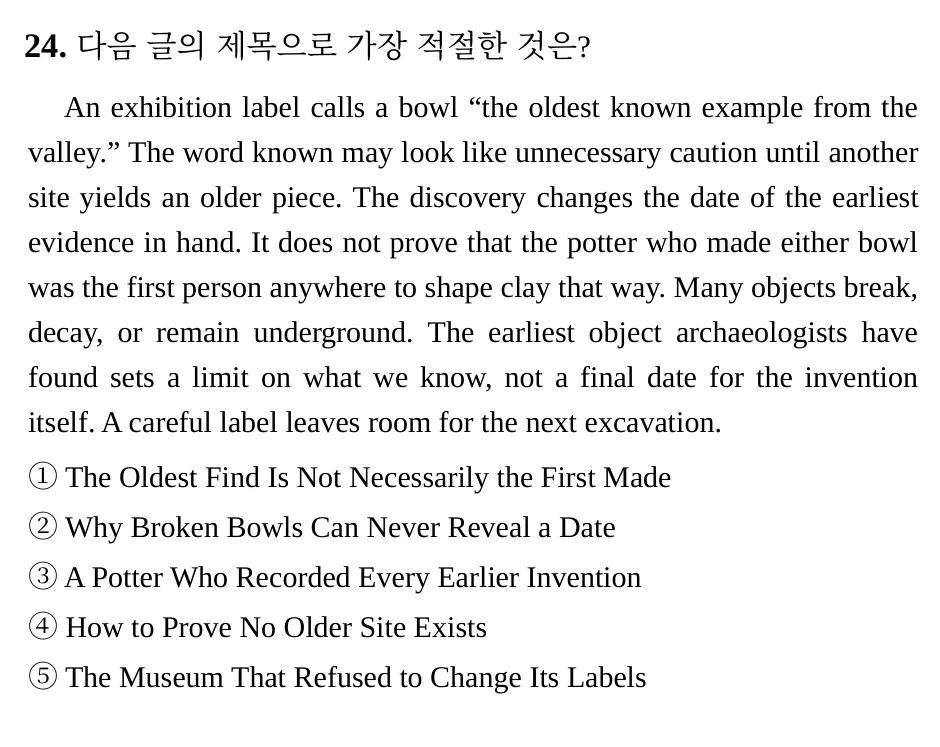 24. 다음 글의 제목으로 가장 적절한 것은?
An exhibition label calls a bowl “the oldest known example from the
valley.” The word known may look like unnecessary caution until another
site yields an older piece. The discovery changes the date of the earliest
evidence in hand. It does not prove that the potter who made either bowl
was the first person anywhere to shape clay that way. Many objects break,
decay, or remain underground. The earliest object archaeologists have
found sets a limit on what we know, not a final date for the invention
itself. A careful label leaves room for the next excavation.
① The Oldest Find Is Not Necessarily the First Made
② Why Broken Bowls Can Never Reveal a Date
③ A Potter Who Recorded Every Earlier Invention
④ How to Prove No Older Site Exists
⑤ The Museum That Refused to Change Its Labels